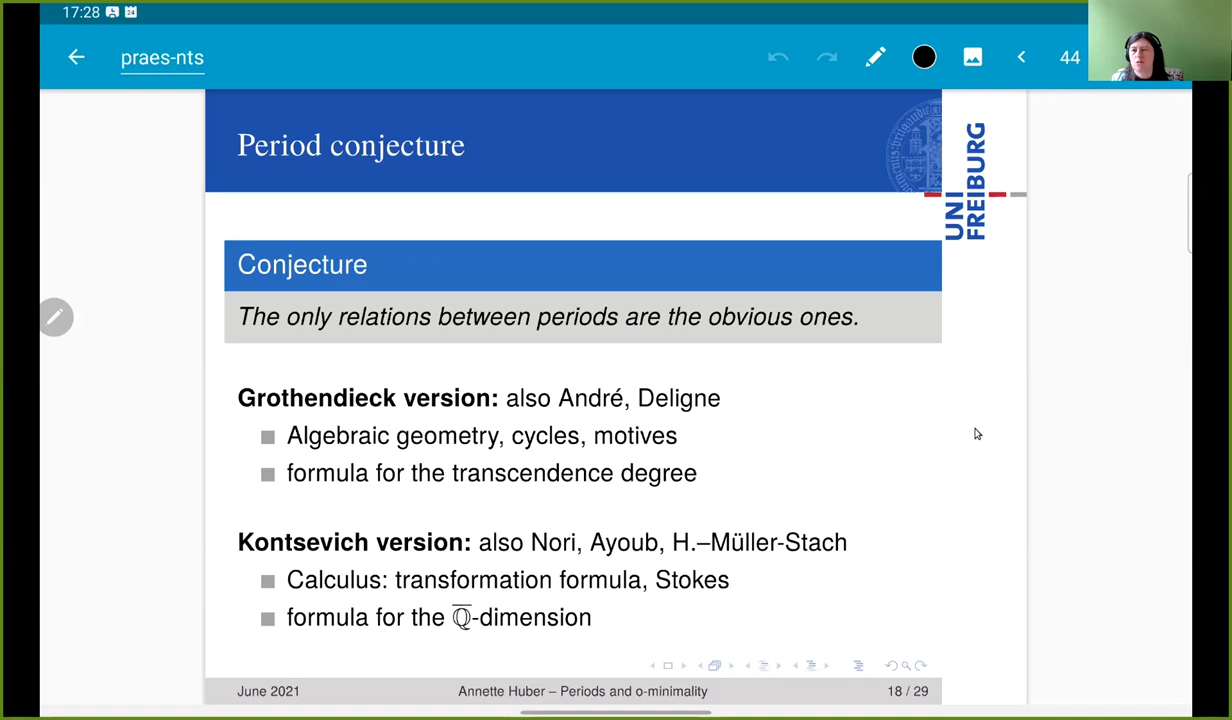 17:28
24
praes-nts
44
Period conjecture
UNI
FREIBURG
Conjecture
The only relations between periods are the obvious ones.
Grothendieck version: also André, Deligne
Algebraic geometry, cycles, motives
formula for the transcendence degree
Kontsevich version: also Nori, Ayoub, H.–Müller-Stach
Calculus: transformation formula, Stokes
formula for the Q̅-dimension
June 2021 Annette Huber – Periods and o-minimality 18 / 29